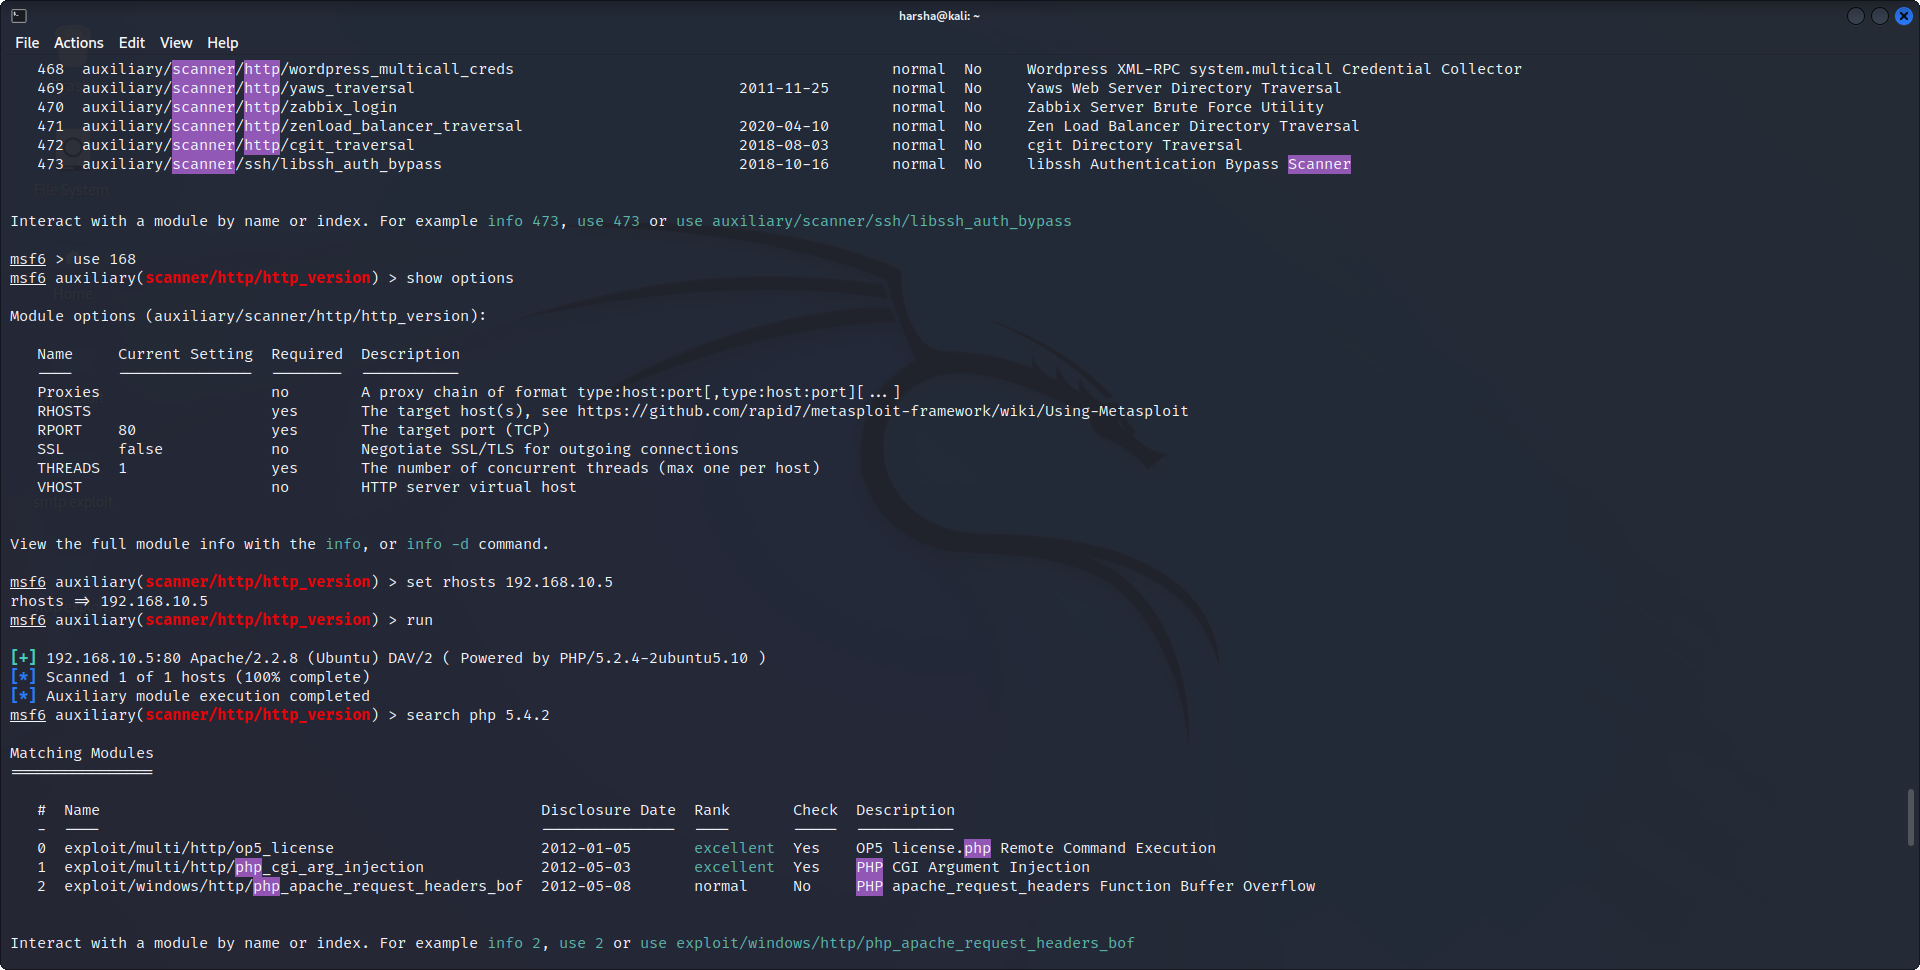 harsha@kali: ~
File Actions Edit View Help
468 auxiliary/scanner/http/wordpress_multicall_creds normal No Wordpress XML-RPC system.multicall Credential Collector
469 auxiliary/scanner/http/yaws_traversal 2011-11-25 normal No Yaws Web Server Directory Traversal
470 auxiliary/scanner/http/zabbix_login normal No Zabbix Server Brute Force Utility
471 auxiliary/scanner/http/zenload_balancer_traversal 2020-04-10 normal No Zen Load Balancer Directory Traversal
472 auxiliary/scanner/http/cgit_traversal 2018-08-03 normal No cgit Directory Traversal
473 auxiliary/scanner/ssh/libssh_auth_bypass 2018-10-16 normal No libssh Authentication Bypass Scanner
File System
Interact with a module by name or index. For example info 473, use 473 or use auxiliary/scanner/ssh/libssh_auth_bypass
msf6 > use 168
msf6 auxiliary(scanner/http/http_version) > show options
Home
Module options (auxiliary/scanner/http/http_version):
Name Current Setting Required Description
---- --------------- -------- -----------
Proxies no A proxy chain of format type:host:port[,type:host:port][...]
RHOSTS yes The target host(s), see https://github.com/rapid7/metasploit-framework/wiki/Using-Metasploit
RPORT 80 yes The target port (TCP)
SSL false no Negotiate SSL/TLS for outgoing connections
THREADS 1 yes The number of concurrent threads (max one per host)
VHOST no HTTP server virtual host
smtp exploit
View the full module info with the info, or info -d command.
msf6 auxiliary(scanner/http/http_version) > set rhosts 192.168.10.5
rhosts => 192.168.10.5
msf6 auxiliary(scanner/http/http_version) > run
[+] 192.168.10.5:80 Apache/2.2.8 (Ubuntu) DAV/2 ( Powered by PHP/5.2.4-2ubuntu5.10 )
[*] Scanned 1 of 1 hosts (100% complete)
[*] Auxiliary module execution completed
msf6 auxiliary(scanner/http/http_version) > search php 5.4.2
Matching Modules
================
# Name Disclosure Date Rank Check Description
- ---- --------------- ---- ----- -----------
0 exploit/multi/http/op5_license 2012-01-05 excellent Yes OP5 license.php Remote Command Execution
1 exploit/multi/http/php_cgi_arg_injection 2012-05-03 excellent Yes PHP CGI Argument Injection
2 exploit/windows/http/php_apache_request_headers_bof 2012-05-08 normal No PHP apache_request_headers Function Buffer Overflow
Interact with a module by name or index. For example info 2, use 2 or use exploit/windows/http/php_apache_request_headers_bof